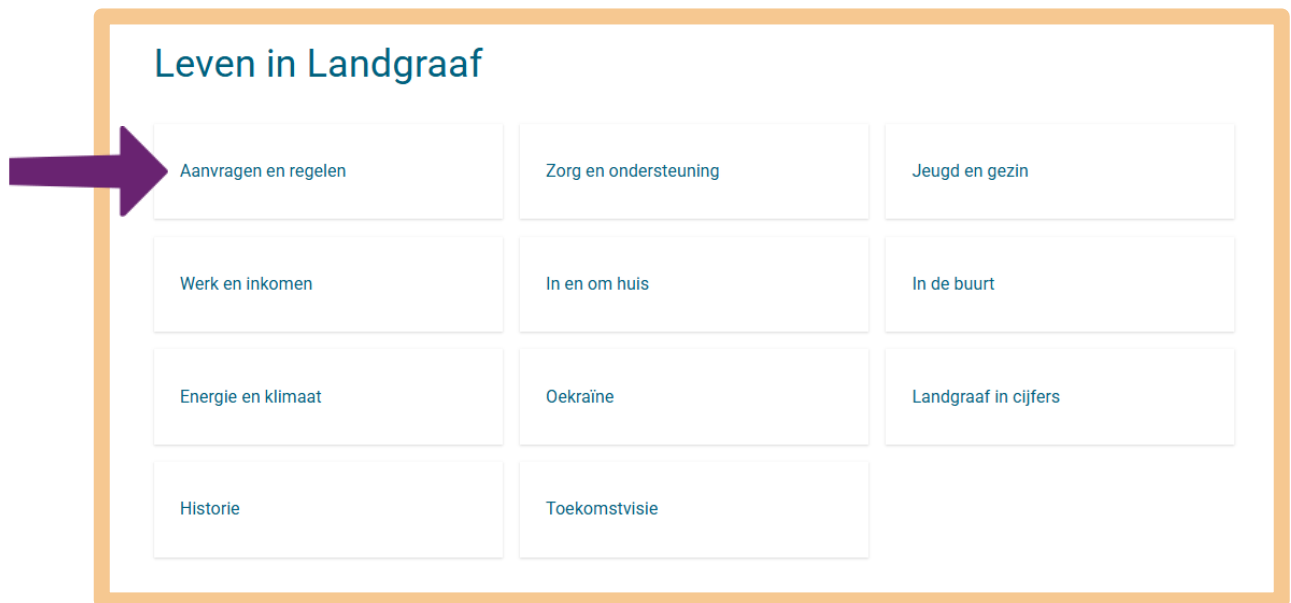 Leven in Landgraaf
Aanvragen en regelen
Zorg en ondersteuning
Jeugd en gezin
Werk en inkomen
In en om huis
In de buurt
Energie en klimaat
Oekraïne
Landgraaf in cijfers
Historie
Toekomstvisie